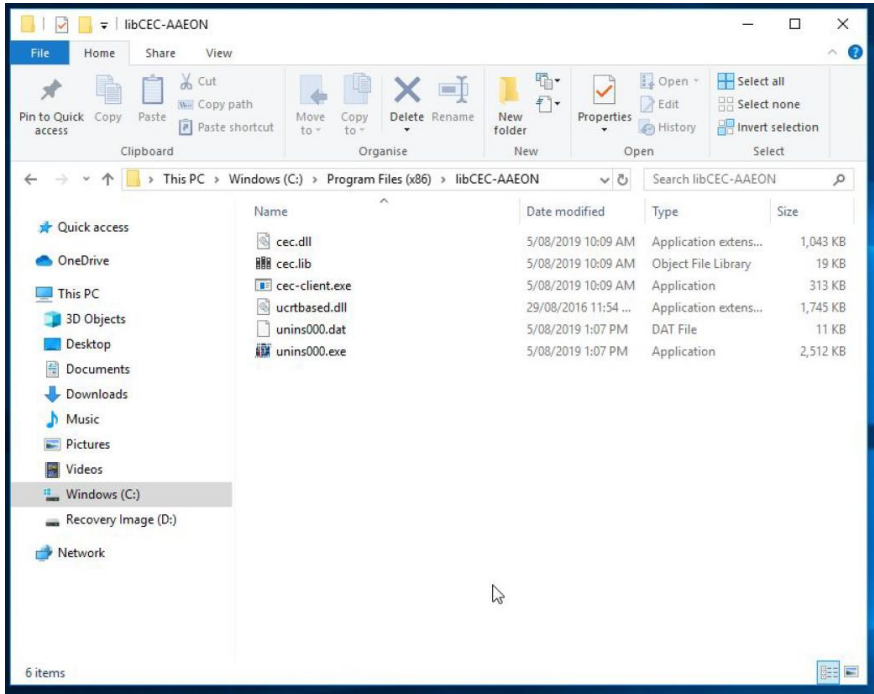 libCEC-AAEON
File Home Share View
Pin to Quick access
Copy
Paste
Cut
Copy path
Paste shortcut
Clipboard
Move to
Copy to
Delete
Rename
Organise
New folder
New
Properties
Open
Edit
History
Open
Select all
Select none
Invert selection
Select
This PC > Windows (C:) > Program Files (x86) > libCEC-AAEON
Search libCEC-AAEON
Quick access
OneDrive
This PC
3D Objects
Desktop
Documents
Downloads
Music
Pictures
Videos
Windows (C:)
Recovery Image (D:)
Network
Name Date modified Type Size
cec.dll 5/08/2019 10:09 AM Application extens... 1,043 KB
cec.lib 5/08/2019 10:09 AM Object File Library 19 KB
cec-client.exe 5/08/2019 10:09 AM Application 313 KB
ucrtbased.dll 29/08/2016 11:54 ... Application extens... 1,745 KB
unins000.dat 5/08/2019 1:07 PM DAT File 11 KB
unins000.exe 5/08/2019 1:07 PM Application 2,512 KB
6 items